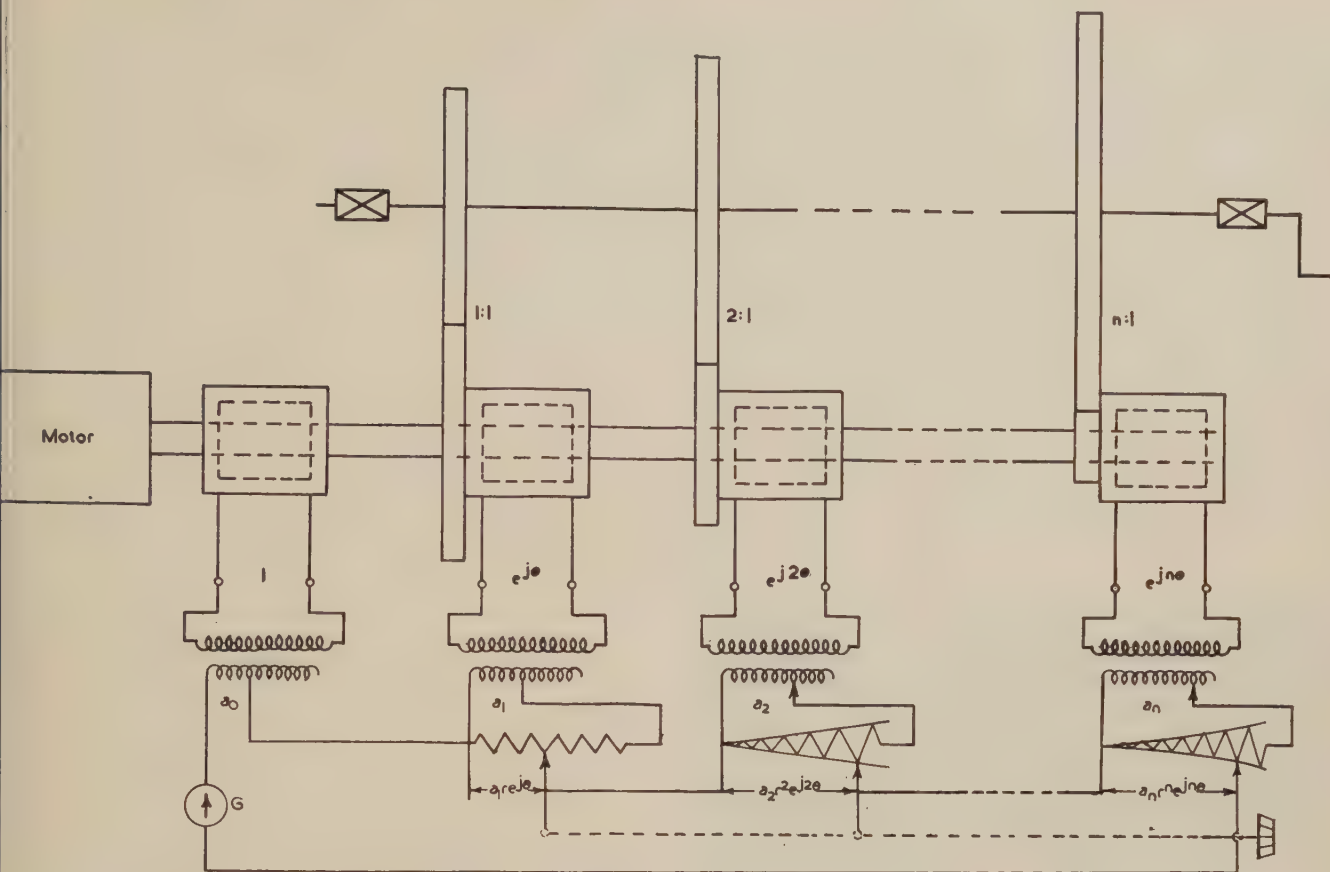 1:1
2:1
n:1
Motor
1
e^jθ
e^j2θ
e^jnθ
a₀
a₁
a₂
aₙ
G
a₁re^jθ
a₂r²e^j2θ
aₙrⁿe^jnθ